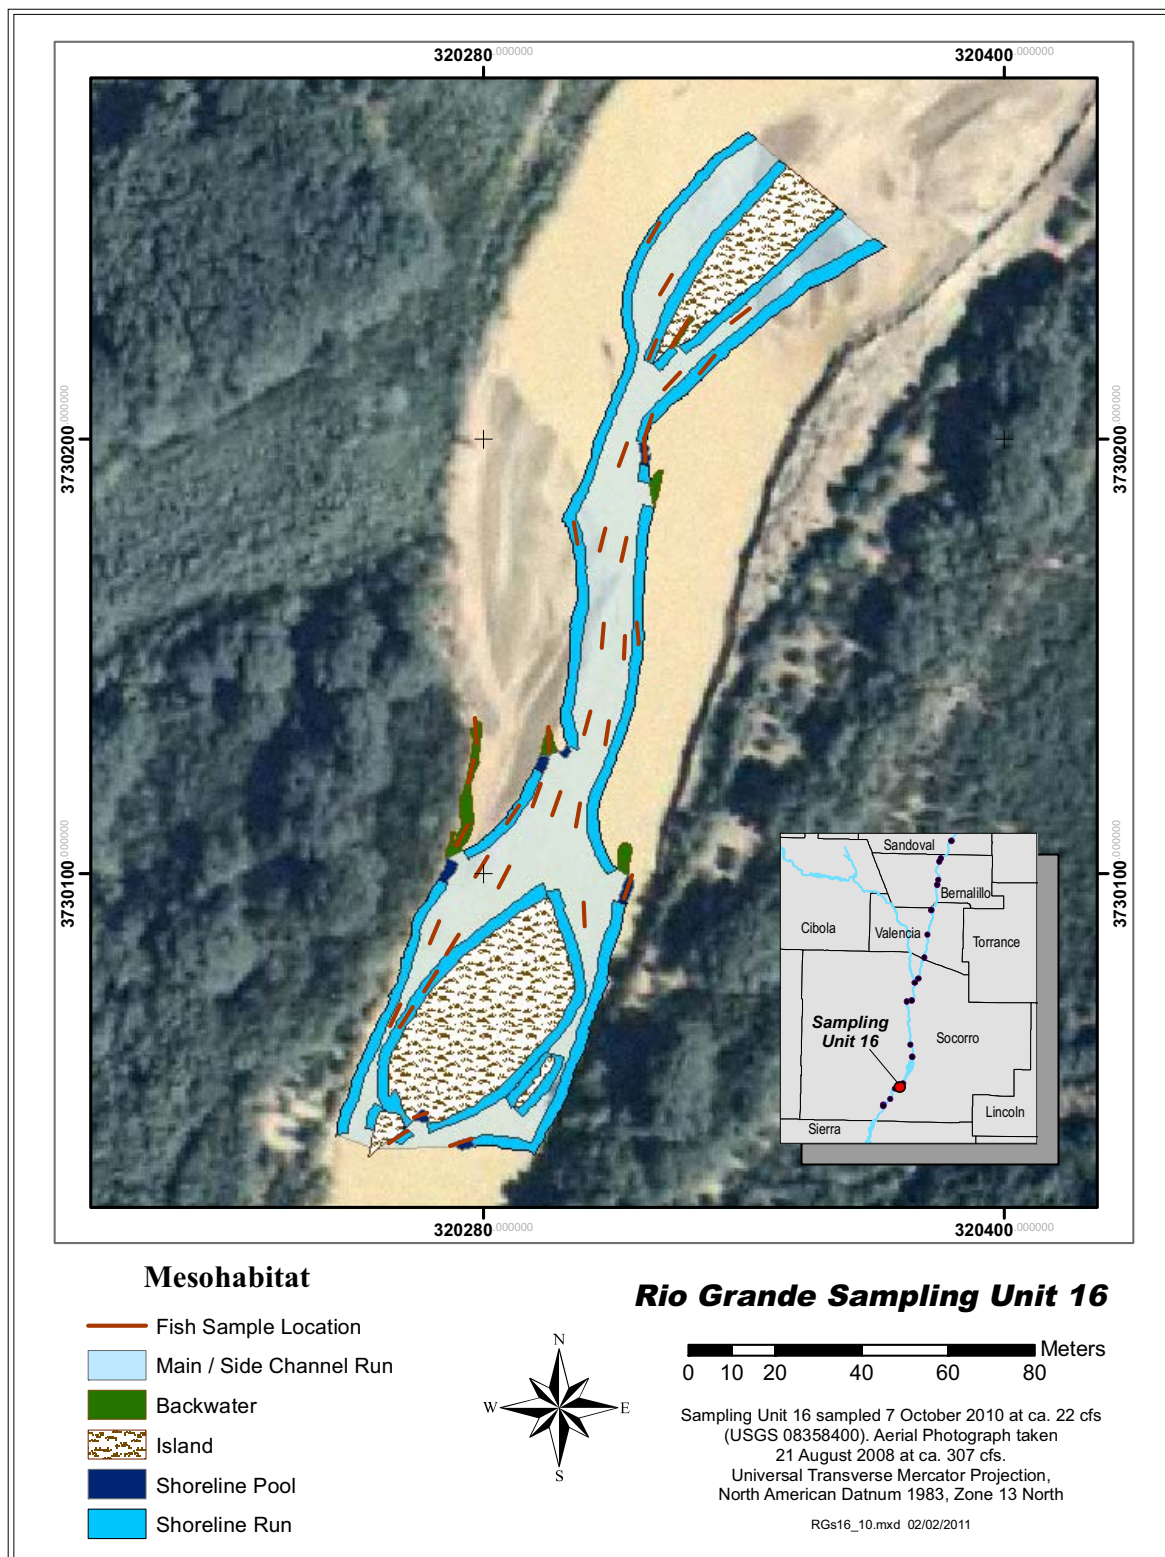 320280.000000
320400.000000
3730200.000000
3730200.000000
3730100.000000
3730100.000000
Sandoval
Bernalillo
Cibola
Valencia
Torrance
Sampling
Unit 16
Socorro
Lincoln
Sierra
320280.000000
320400.000000
Mesohabitat
Fish Sample Location
Main / Side Channel Run
Backwater
Island
Shoreline Pool
Shoreline Run
N
W
E
S
Rio Grande Sampling Unit 16
Meters
0 10 20 40 60 80
Sampling Unit 16 sampled 7 October 2010 at ca. 22 cfs
(USGS 08358400). Aerial Photograph taken
21 August 2008 at ca. 307 cfs.
Universal Transverse Mercator Projection,
North American Datnum 1983, Zone 13 North
RGs16_10.mxd 02/02/2011